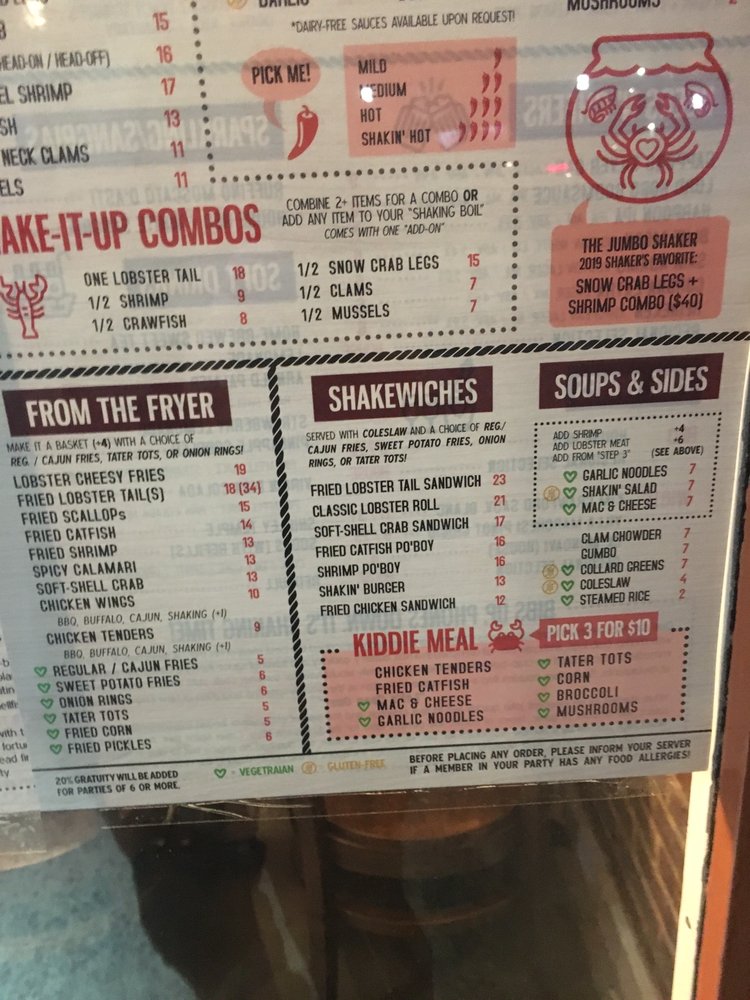 15
(HEAD-ON / HEAD-OFF) 16
EL SHRIMP 17
SH 13
NECK CLAMS 11
ELS 11
*DAIRY-FREE SAUCES AVAILABLE UPON REQUEST!
MUSHROOMS 2
PICK ME!
MILD
MEDIUM
HOT
SHAKIN' HOT
AKE-IT-UP COMBOS
COMBINE 2+ ITEMS FOR A COMBO OR
ADD ANY ITEM TO YOUR "SHAKING BOIL"
COMES WITH ONE "ADD-ON"
ONE LOBSTER TAIL 18
1/2 SHRIMP 9
1/2 CRAWFISH 8
1/2 SNOW CRAB LEGS 15
1/2 CLAMS 7
1/2 MUSSELS 7
THE JUMBO SHAKER
2019 SHAKER'S FAVORITE:
SNOW CRAB LEGS +
SHRIMP COMBO ($40)
FROM THE FRYER
MAKE IT A BASKET (+4) WITH A CHOICE OF
REG. / CAJUN FRIES, TATER TOTS, OR ONION RINGS!
LOBSTER CHEESY FRIES 19
FRIED LOBSTER TAIL(S) 18 (34)
FRIED SCALLOPs 15
FRIED CATFISH 14
FRIED SHRIMP 13
SPICY CALAMARI 13
SOFT-SHELL CRAB 13
CHICKEN WINGS 10
BBQ, BUFFALO, CAJUN, SHAKING (+1)
CHICKEN TENDERS 9
BBQ, BUFFALO, CAJUN, SHAKING (+1)
REGULAR / CAJUN FRIES 5
SWEET POTATO FRIES 6
ONION RINGS 6
TATER TOTS 5
FRIED CORN 5
FRIED PICKLES 6
SHAKEWICHES
SERVED WITH COLESLAW AND A CHOICE OF REG./
CAJUN FRIES, SWEET POTATO FRIES, ONION
RINGS, OR TATER TOTS!
FRIED LOBSTER TAIL SANDWICH 23
CLASSIC LOBSTER ROLL 21
SOFT-SHELL CRAB SANDWICH 17
FRIED CATFISH PO'BOY 16
SHRIMP PO'BOY 16
SHAKIN' BURGER 13
FRIED CHICKEN SANDWICH 12
SOUPS & SIDES
ADD SHRIMP +4
ADD LOBSTER MEAT +6
ADD FROM "STEP 3" (SEE ABOVE)
GARLIC NOODLES 7
SHAKIN' SALAD 7
MAC & CHEESE 7
CLAM CHOWDER 7
GUMBO 7
COLLARD GREENS 7
COLESLAW 4
STEAMED RICE 2
KIDDIE MEAL PICK 3 FOR $10
CHICKEN TENDERS
FRIED CATFISH
MAC & CHEESE
GARLIC NOODLES
TATER TOTS
CORN
BROCCOLI
MUSHROOMS
20% GRATUITY WILL BE ADDED
FOR PARTIES OF 6 OR MORE.
- VEGETRAIAN - GLUTEN-FREE
BEFORE PLACING ANY ORDER, PLEASE INFORM YOUR SERVER
IF A MEMBER IN YOUR PARTY HAS ANY FOOD ALLERGIES!